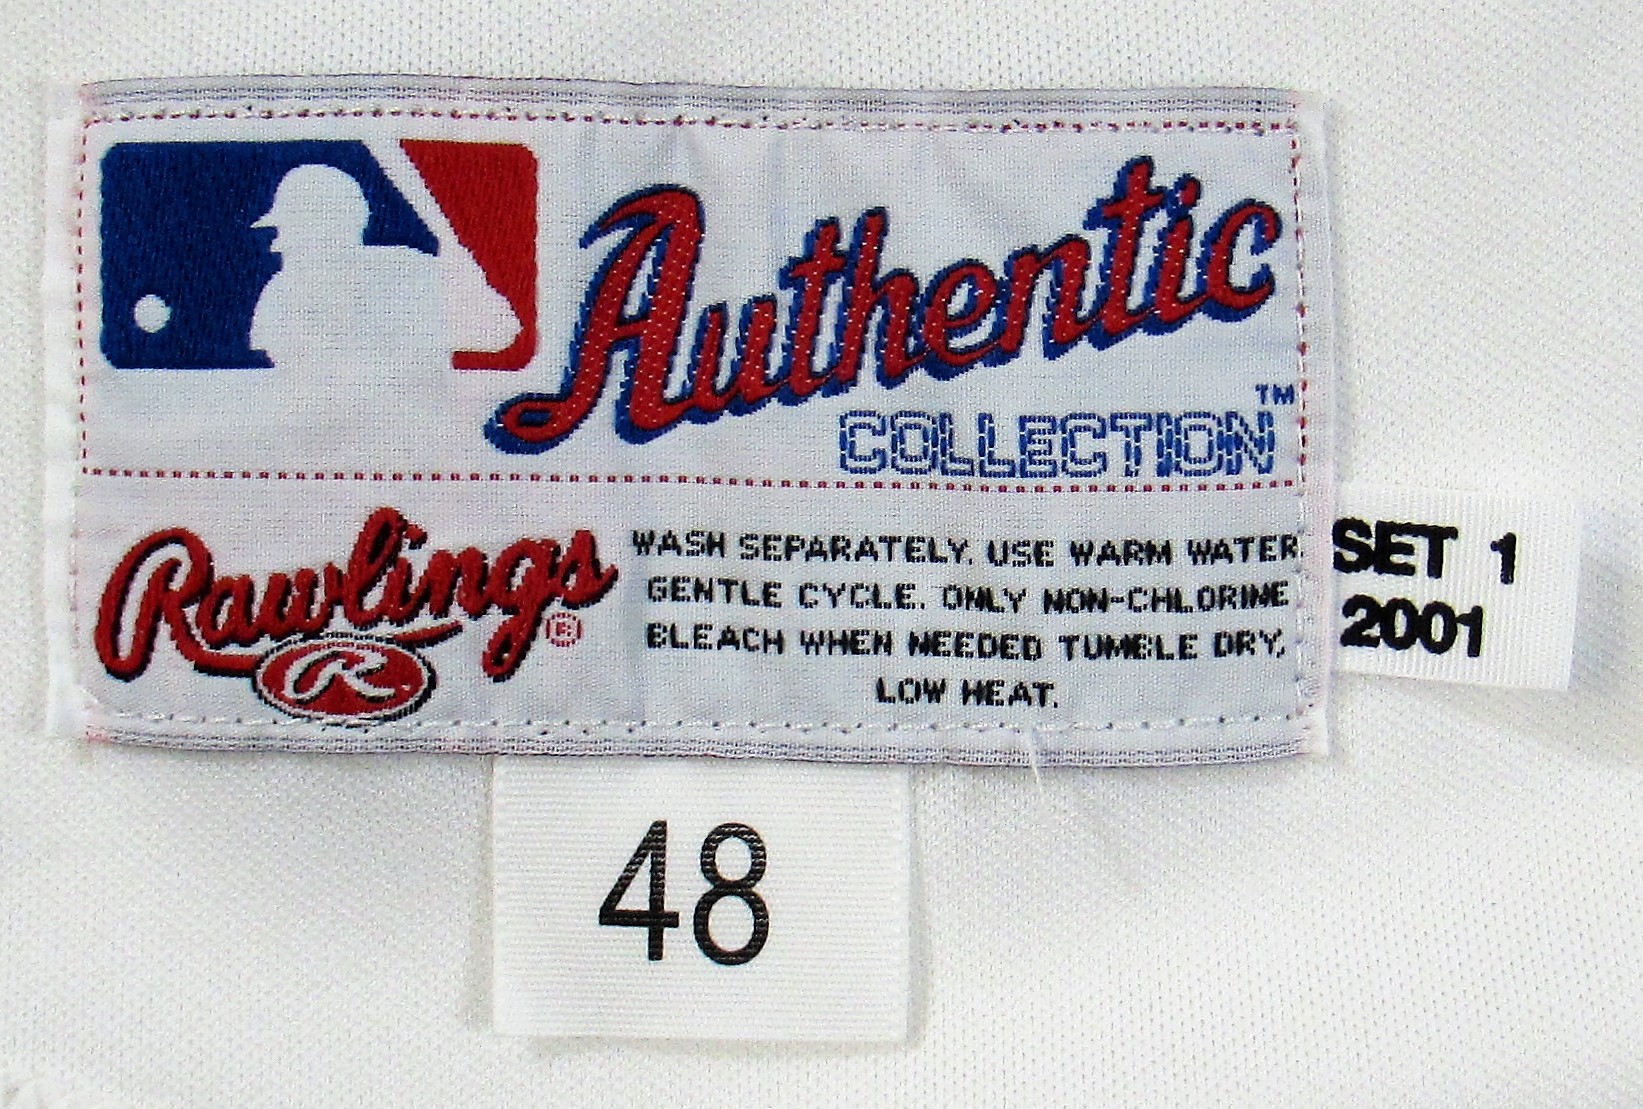 Authentic
COLLECTION™
Rawlings®
R
WASH SEPARATELY. USE WARM WATER.
GENTLE CYCLE. ONLY NON-CHLORINE
BLEACH WHEN NEEDED TUMBLE DRY,
LOW HEAT.
SET 1
2001
48